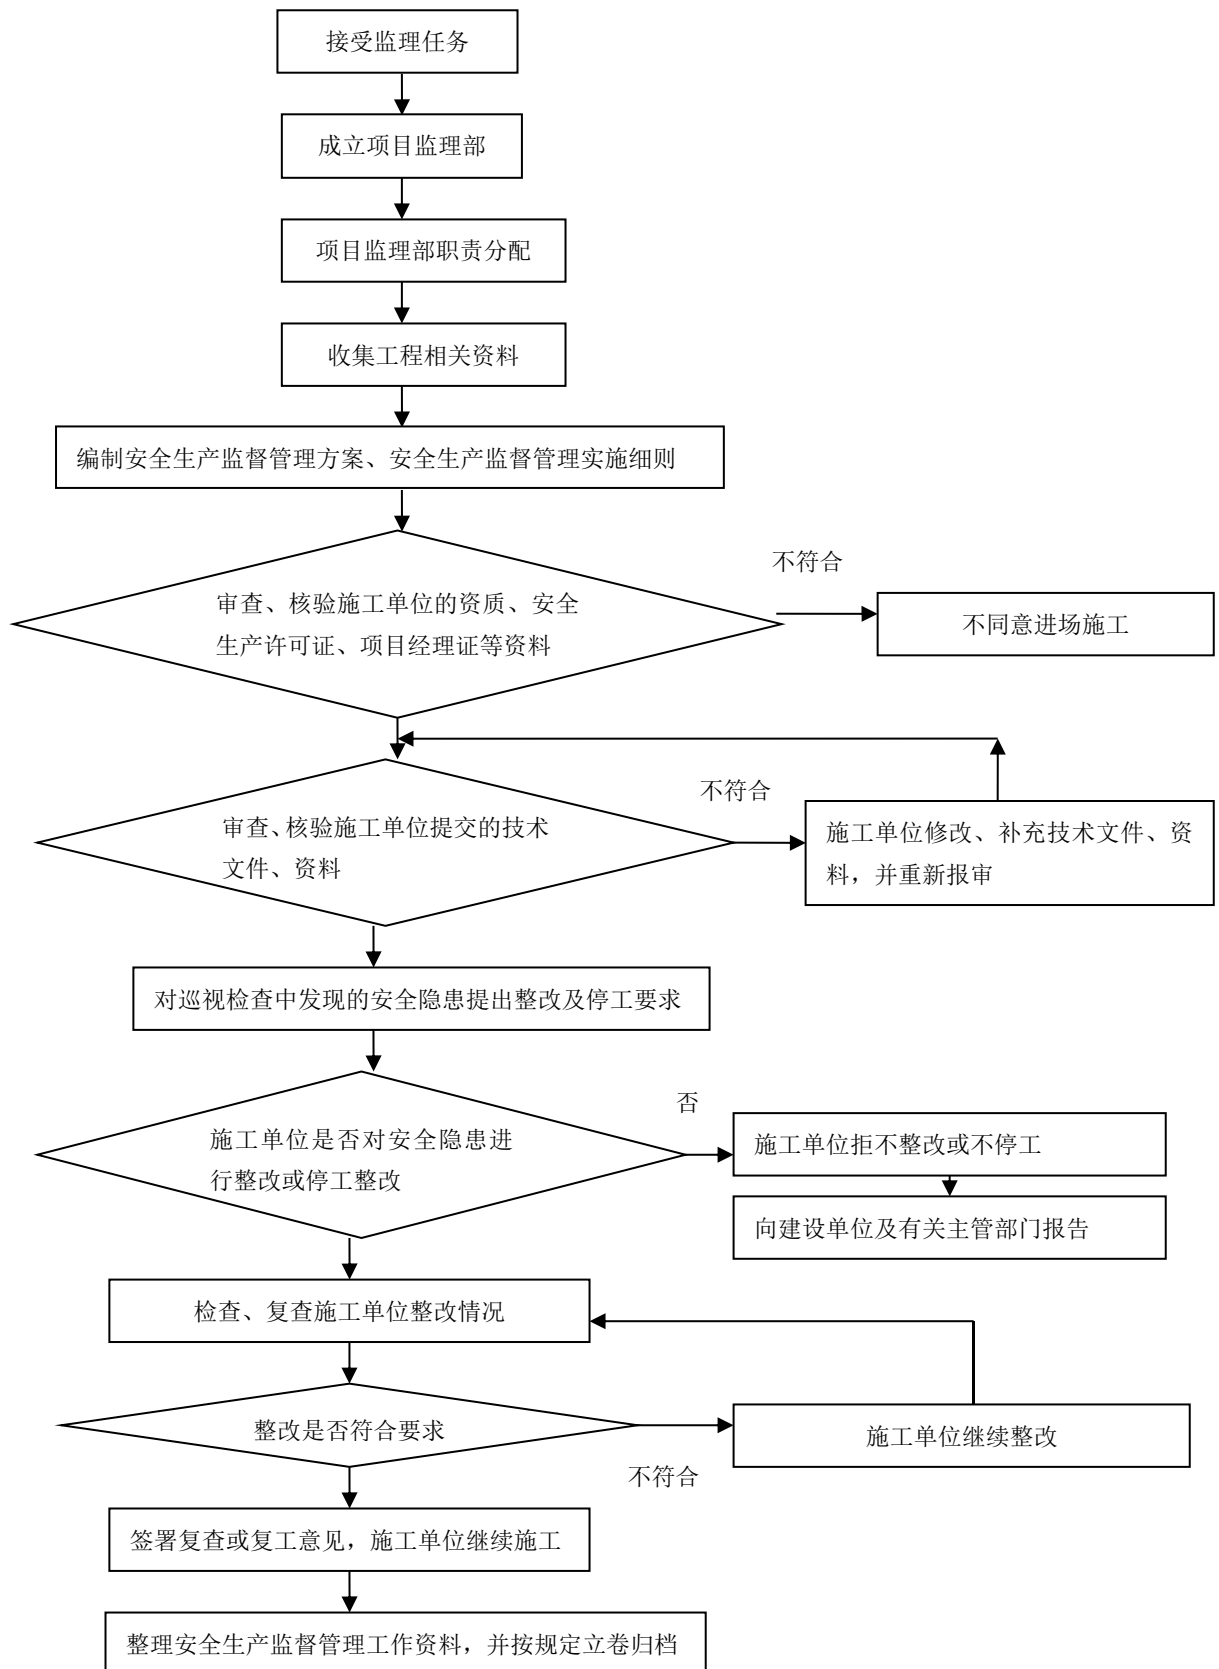 接受监理任务
成立项目监理部
项目监理部职责分配
收集工程相关资料
编制安全生产监督管理方案、安全生产监督管理实施细则
不符合
审查、核验施工单位的资质、安全
生产许可证、项目经理证等资料
不同意进场施工
不符合
审查、核验施工单位提交的技术
文件、资料
施工单位修改、补充技术文件、资
料，并重新报审
对巡视检查中发现的安全隐患提出整改及停工要求
否
施工单位是否对安全隐患进
行整改或停工整改
施工单位拒不整改或不停工
向建设单位及有关主管部门报告
检查、复查施工单位整改情况
整改是否符合要求
施工单位继续整改
不符合
签署复查或复工意见，施工单位继续施工
整理安全生产监督管理工作资料，并按规定立卷归档